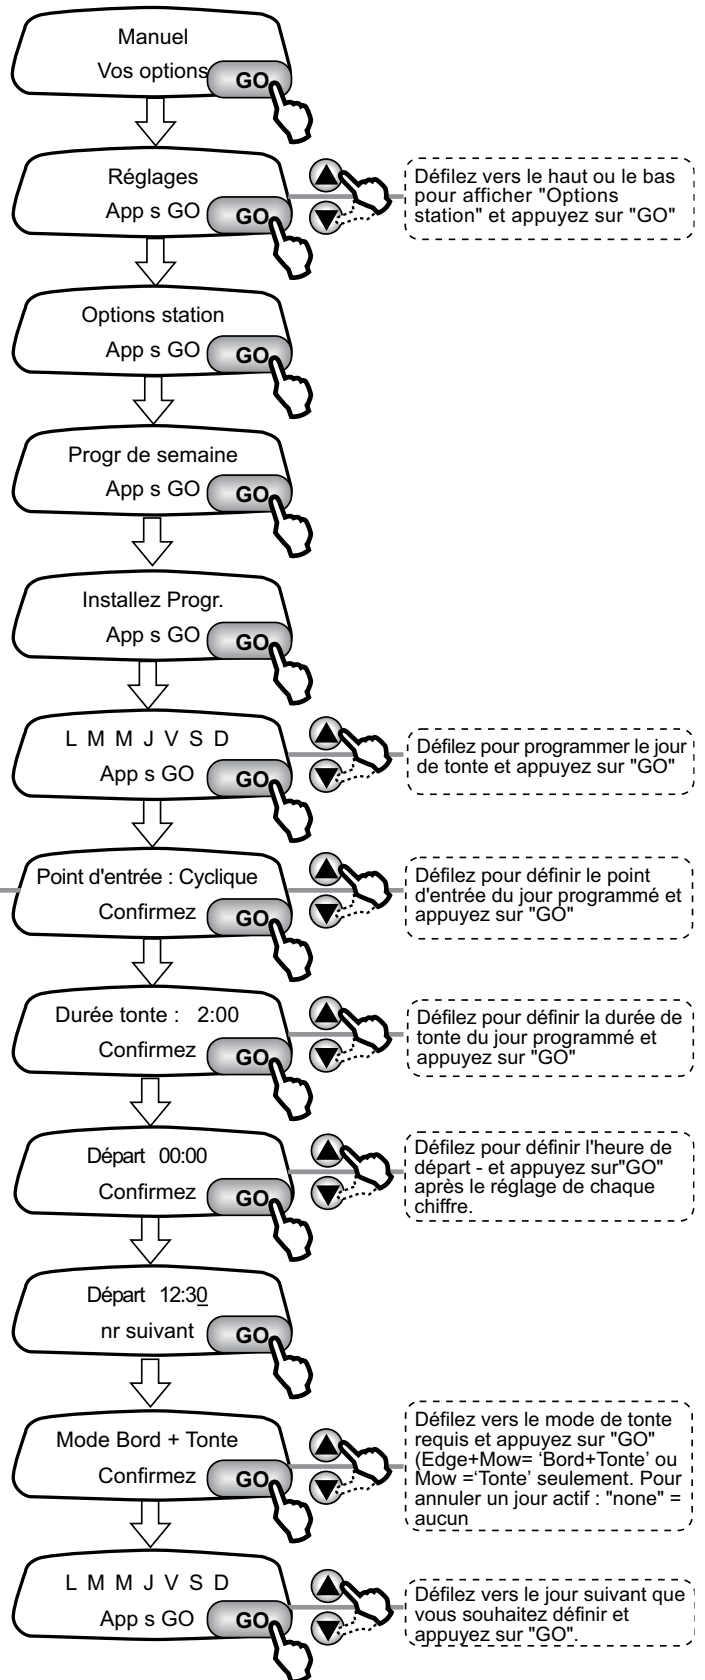 Manuel
Vos options GO
Réglages
App s GO GO
Défilez vers le haut ou le bas
pour afficher "Options
station" et appuyez sur "GO"
Options station
App s GO GO
Progr de semaine
App s GO GO
Installez Progr.
App s GO GO
L M M J V S D
App s GO GO
Défilez pour programmer le jour
de tonte et appuyez sur "GO"
Point d'entrée : Cyclique
Confirmez GO
Défilez pour définir le point
d'entrée du jour programmé et
appuyez sur "GO"
Durée tonte : 2:00
Confirmez GO
Défilez pour définir la durée de
tonte du jour programmé et
appuyez sur "GO"
Départ 00:00
Confirmez GO
Défilez pour définir l'heure de
départ - et appuyez sur"GO"
après le réglage de chaque
chiffre.
Départ 12:30
nr suivant GO
Mode Bord + Tonte
Confirmez GO
Défilez vers le mode de tonte
requis et appuyez sur "GO"
(Edge+Mow= ‘Bord+Tonte’ ou
Mow =‘Tonte’ seulement. Pour
annuler un jour actif : "none" =
aucun
L M M J V S D
App s GO GO
Défilez vers le jour suivant que
vous souhaitez définir et
appuyez sur "GO".